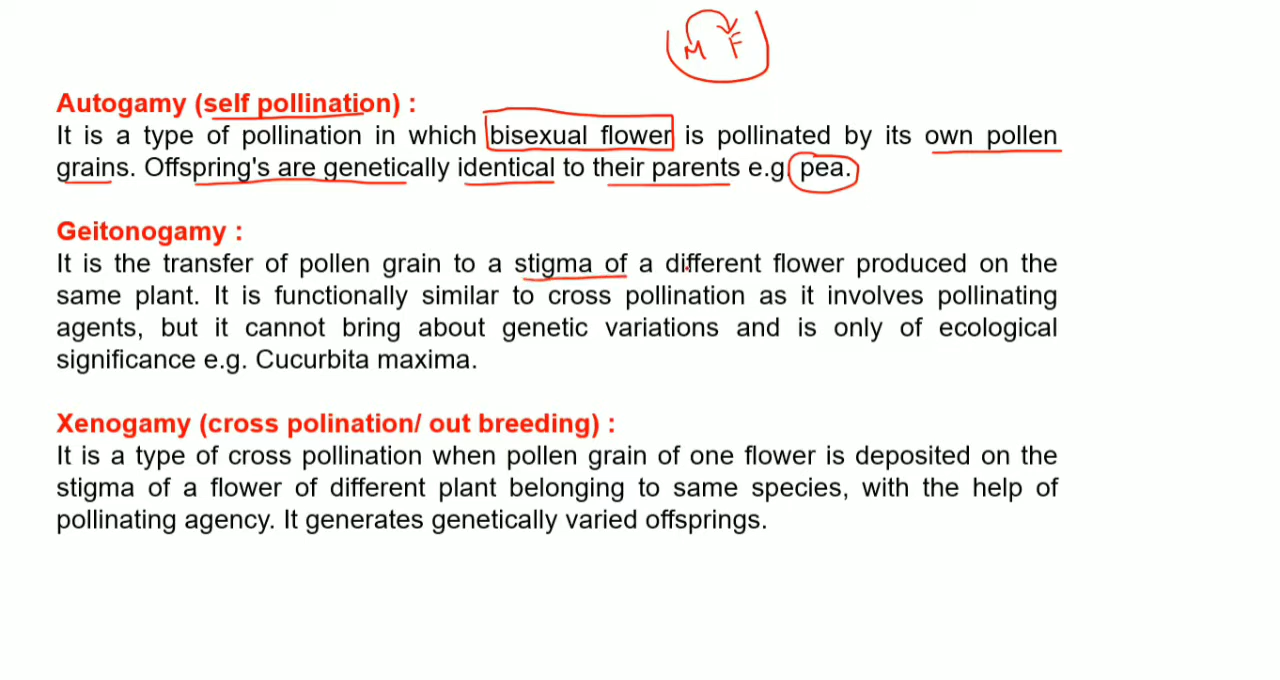 M F
Autogamy (self pollination) :
It is a type of pollination in which bisexual flower is pollinated by its own pollen
grains. Offspring's are genetically identical to their parents e.g. pea.
Geitonogamy :
It is the transfer of pollen grain to a stigma of a different flower produced on the
same plant. It is functionally similar to cross pollination as it involves pollinating
agents, but it cannot bring about genetic variations and is only of ecological
significance e.g. Cucurbita maxima.
Xenogamy (cross polination/ out breeding) :
It is a type of cross pollination when pollen grain of one flower is deposited on the
stigma of a flower of different plant belonging to same species, with the help of
pollinating agency. It generates genetically varied offsprings.